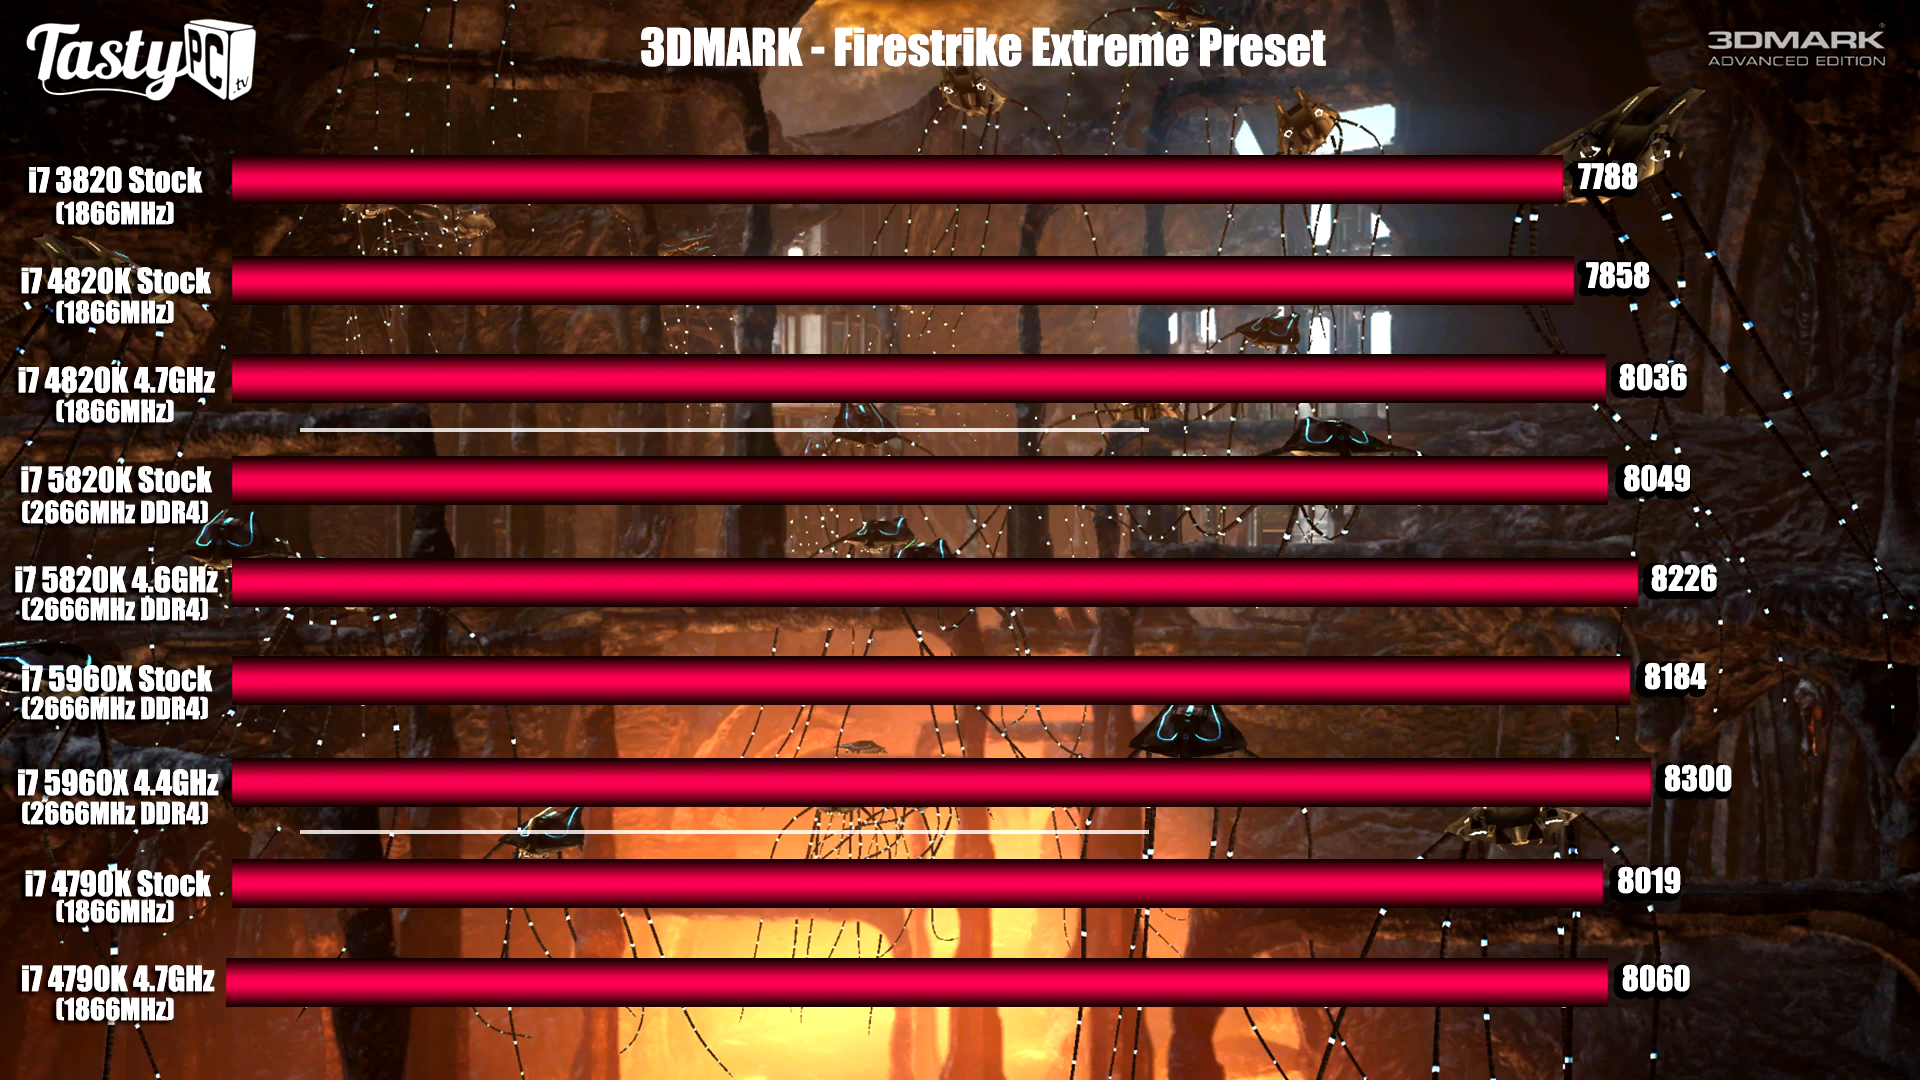 TastyPC.tv
3DMARK - Firestrike Extreme Preset
3DMARK®
ADVANCED EDITION
i7 3820 Stock
(1866MHz)
7788
i7 4820K Stock
(1866MHz)
7858
i7 4820K 4.7GHz
(1866MHz)
8036
i7 5820K Stock
(2666MHz DDR4)
8049
i7 5820K 4.6GHz
(2666MHz DDR4)
8226
i7 5960X Stock
(2666MHz DDR4)
8184
i7 5960X 4.4GHz
(2666MHz DDR4)
8300
i7 4790K Stock
(1866MHz)
8019
i7 4790K 4.7GHz
(1866MHz)
8060